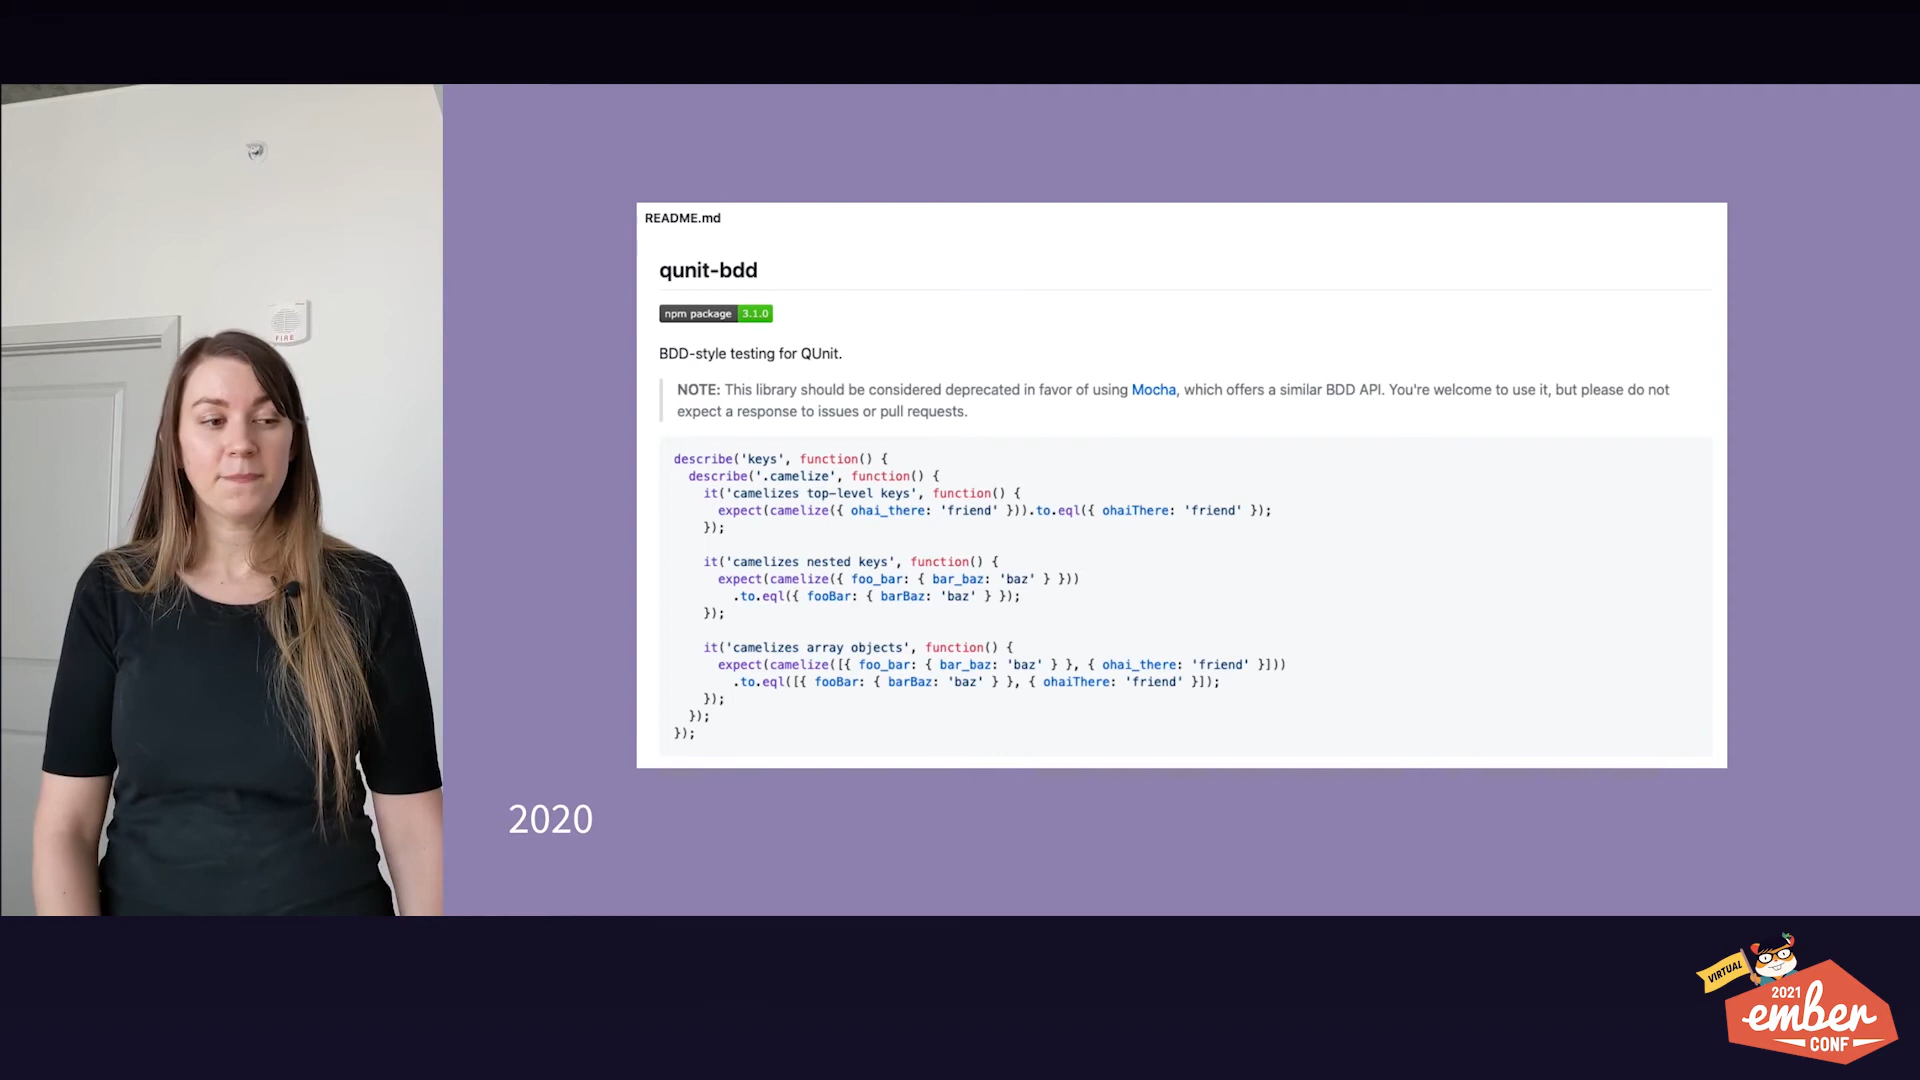 FIRE
README.md
qunit-bdd
npm package 3.1.0
BDD-style testing for QUnit.
NOTE: This library should be considered deprecated in favor of using Mocha, which offers a similar BDD API. You're welcome to use it, but please do not
expect a response to issues or pull requests.
describe('keys', function() {
  describe('.camelize', function() {
    it('camelizes top-level keys', function() {
      expect(camelize({ ohai_there: 'friend' })).to.eql({ ohaiThere: 'friend' });
    });
    it('camelizes nested keys', function() {
      expect(camelize({ foo_bar: { bar_baz: 'baz' } }))
        .to.eql({ fooBar: { barBaz: 'baz' } });
    });
    it('camelizes array objects', function() {
      expect(camelize([{ foo_bar: { bar_baz: 'baz' } }, { ohai_there: 'friend' }]))
        .to.eql([{ fooBar: { barBaz: 'baz' } }, { ohaiThere: 'friend' }]);
    });
  });
});
2020
VIRTUAL
2021
ember
CONF